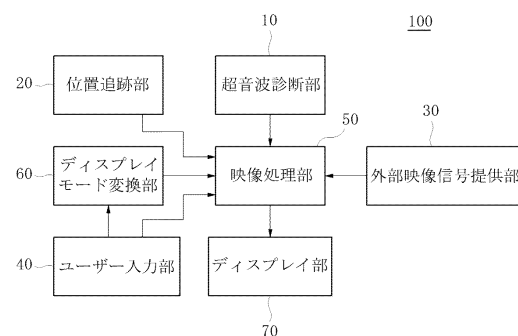 10
100
20
位置追跡部
超音波診断部
50
30
60
ディスプレイ
モード変換部
映像処理部
外部映像信号提供部
40
ユーザー入力部
ディスプレイ部
70